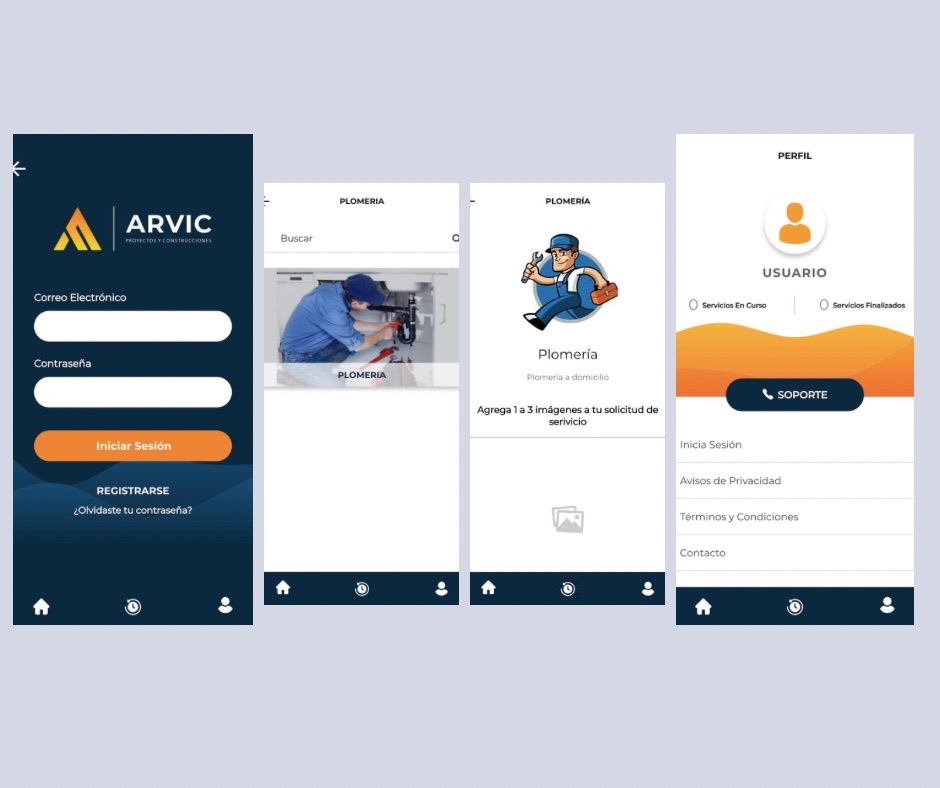 ARVIC
PROYECTOS Y CONSTRUCCIONES
Correo Electrónico
Contraseña
Iniciar Sesión
REGISTRARSE
¿Olvidaste tu contraseña?
PLOMERIA
Buscar
PLOMERIA
PLOMERÍA
Plomería
Plomeria a domicilio
Agrega 1 a 3 imágenes a tu solicitud de
serivicio
PERFIL
USUARIO
0 Servicios En Curso
0 Servicios Finalizados
SOPORTE
Inicia Sesión
Avisos de Privacidad
Términos y Condiciones
Contacto